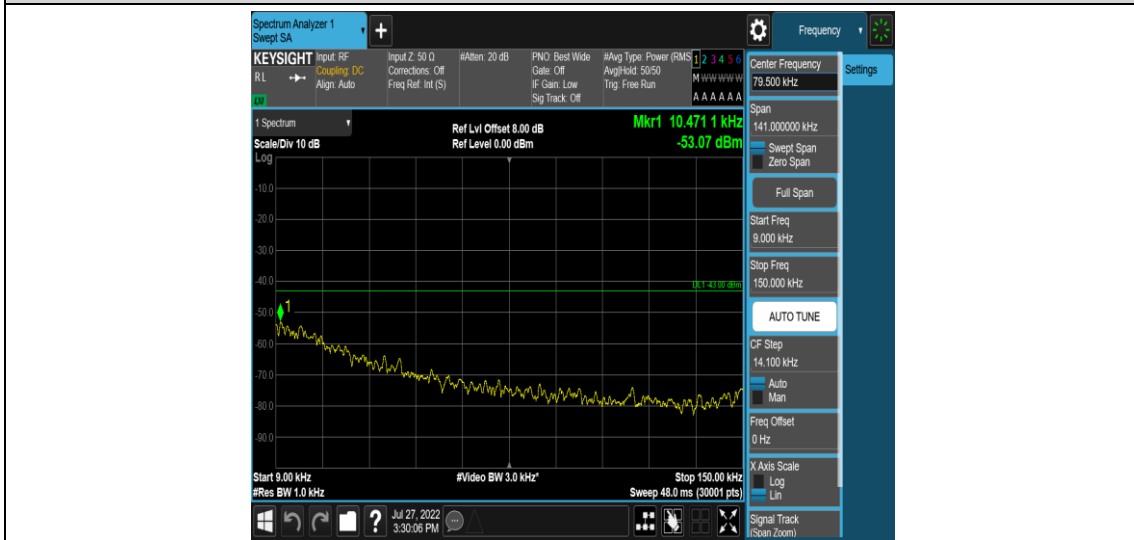 Spectrum Analyzer 1
Swept SA
Frequency
KEYSIGHT
RL
LXI
Input: RF
Coupling: DC
Align: Auto
Input Z: 50 Ω
Corrections: Off
Freq Ref: Int (S)
#Atten: 20 dB
PNO: Best Wide
Gate: Off
IF Gain: Low
Sig Track: Off
#Avg Type: Power (RMS
Avg|Hold: 50/50
Trig: Free Run
1 2 3 4 5 6
M W W W W W
A A A A A A
1 Spectrum
Scale/Div 10 dB
Log
Ref Lvl Offset 8.00 dB
Ref Level 0.00 dBm
Mkr1 10.471 1 kHz
-53.07 dBm
-10.0
-20.0
-30.0
-40.0
DL1 -43.00 dBm
-50.0
1
-60.0
-70.0
-80.0
-90.0
Start 9.00 kHz
#Res BW 1.0 kHz
#Video BW 3.0 kHz*
Stop 150.00 kHz
Sweep 48.0 ms (30001 pts)
Jul 27, 2022
3:30:06 PM
Center Frequency
79.500 kHz
Settings
Span
141.000000 kHz
Swept Span
Zero Span
Full Span
Start Freq
9.000 kHz
Stop Freq
150.000 kHz
AUTO TUNE
CF Step
14.100 kHz
Auto
Man
Freq Offset
0 Hz
X Axis Scale
Log
Lin
Signal Track
(Span Zoom)